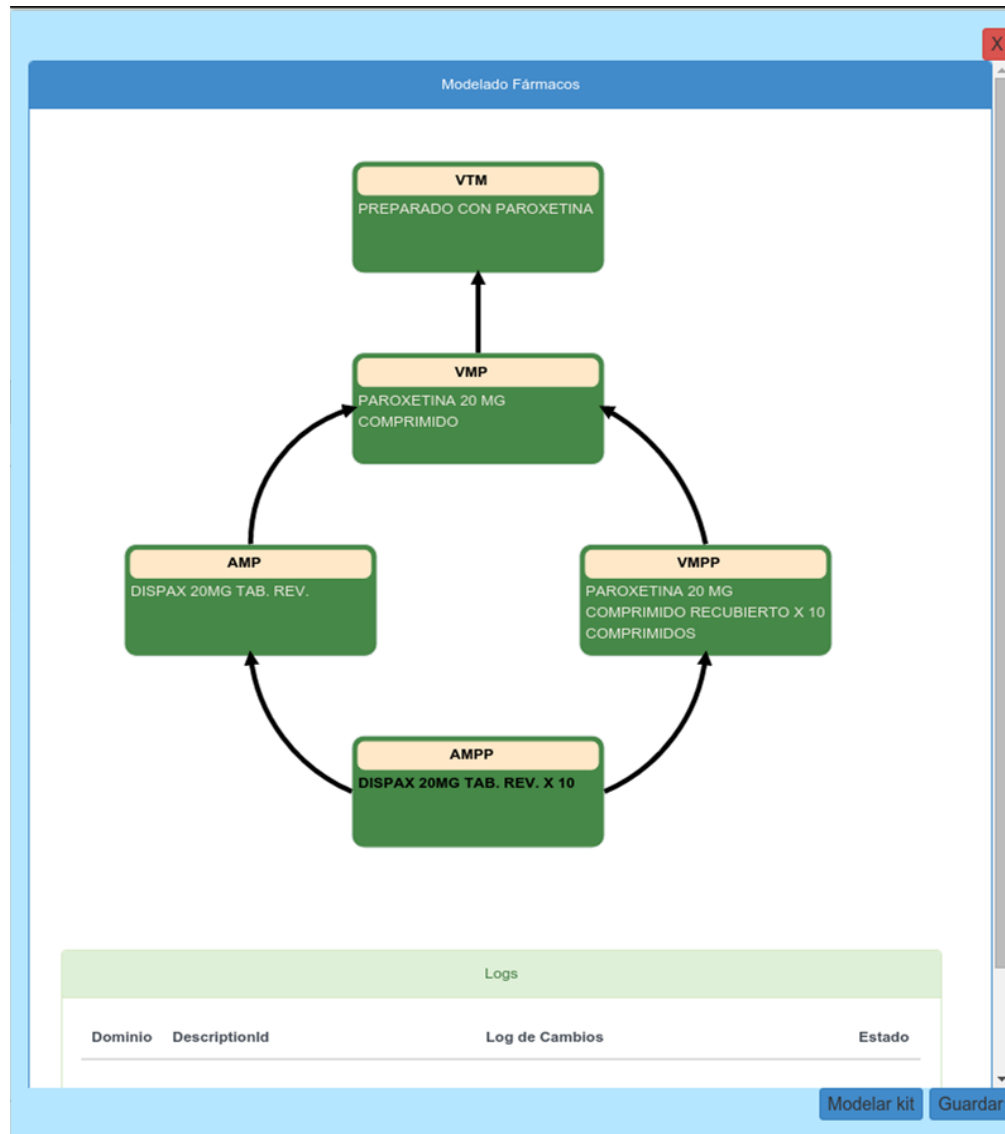 X
Modelado Fármacos
VTM
PREPARADO CON PAROXETINA
VMP
PAROXETINA 20 MG
COMPRIMIDO
AMP
DISPAX 20MG TAB. REV.
VMPP
PAROXETINA 20 MG
COMPRIMIDO RECUBIERTO X 10
COMPRIMIDOS
AMPP
DISPAX 20MG TAB. REV. X 10
Logs
Dominio DescriptionId Log de Cambios Estado
Modelar kit Guardar